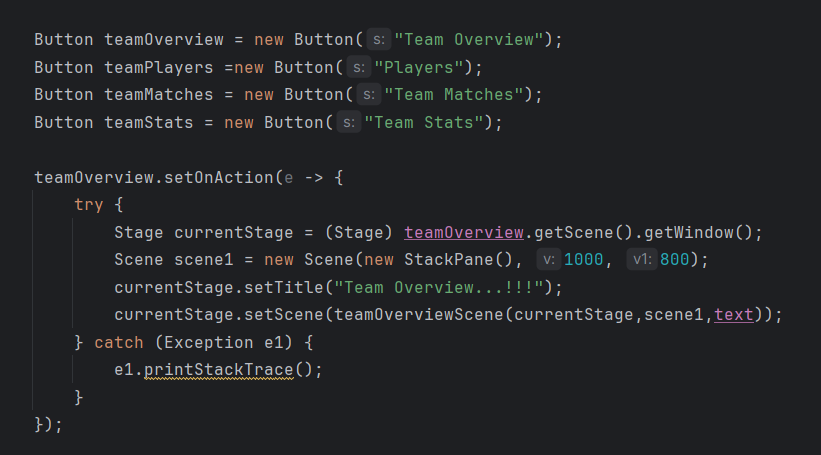 Button teamOverview = new Button( s: "Team Overview");
Button teamPlayers =new Button( s: "Players");
Button teamMatches = new Button( s: "Team Matches");
Button teamStats = new Button( s: "Team Stats");
teamOverview.setOnAction(e -> {
try {
Stage currentStage = (Stage) teamOverview.getScene().getWindow();
Scene scene1 = new Scene(new StackPane(), v: 1000, v1: 800);
currentStage.setTitle("Team Overview...!!!");
currentStage.setScene(teamOverviewScene(currentStage,scene1,text));
} catch (Exception e1) {
e1.printStackTrace();
}
});